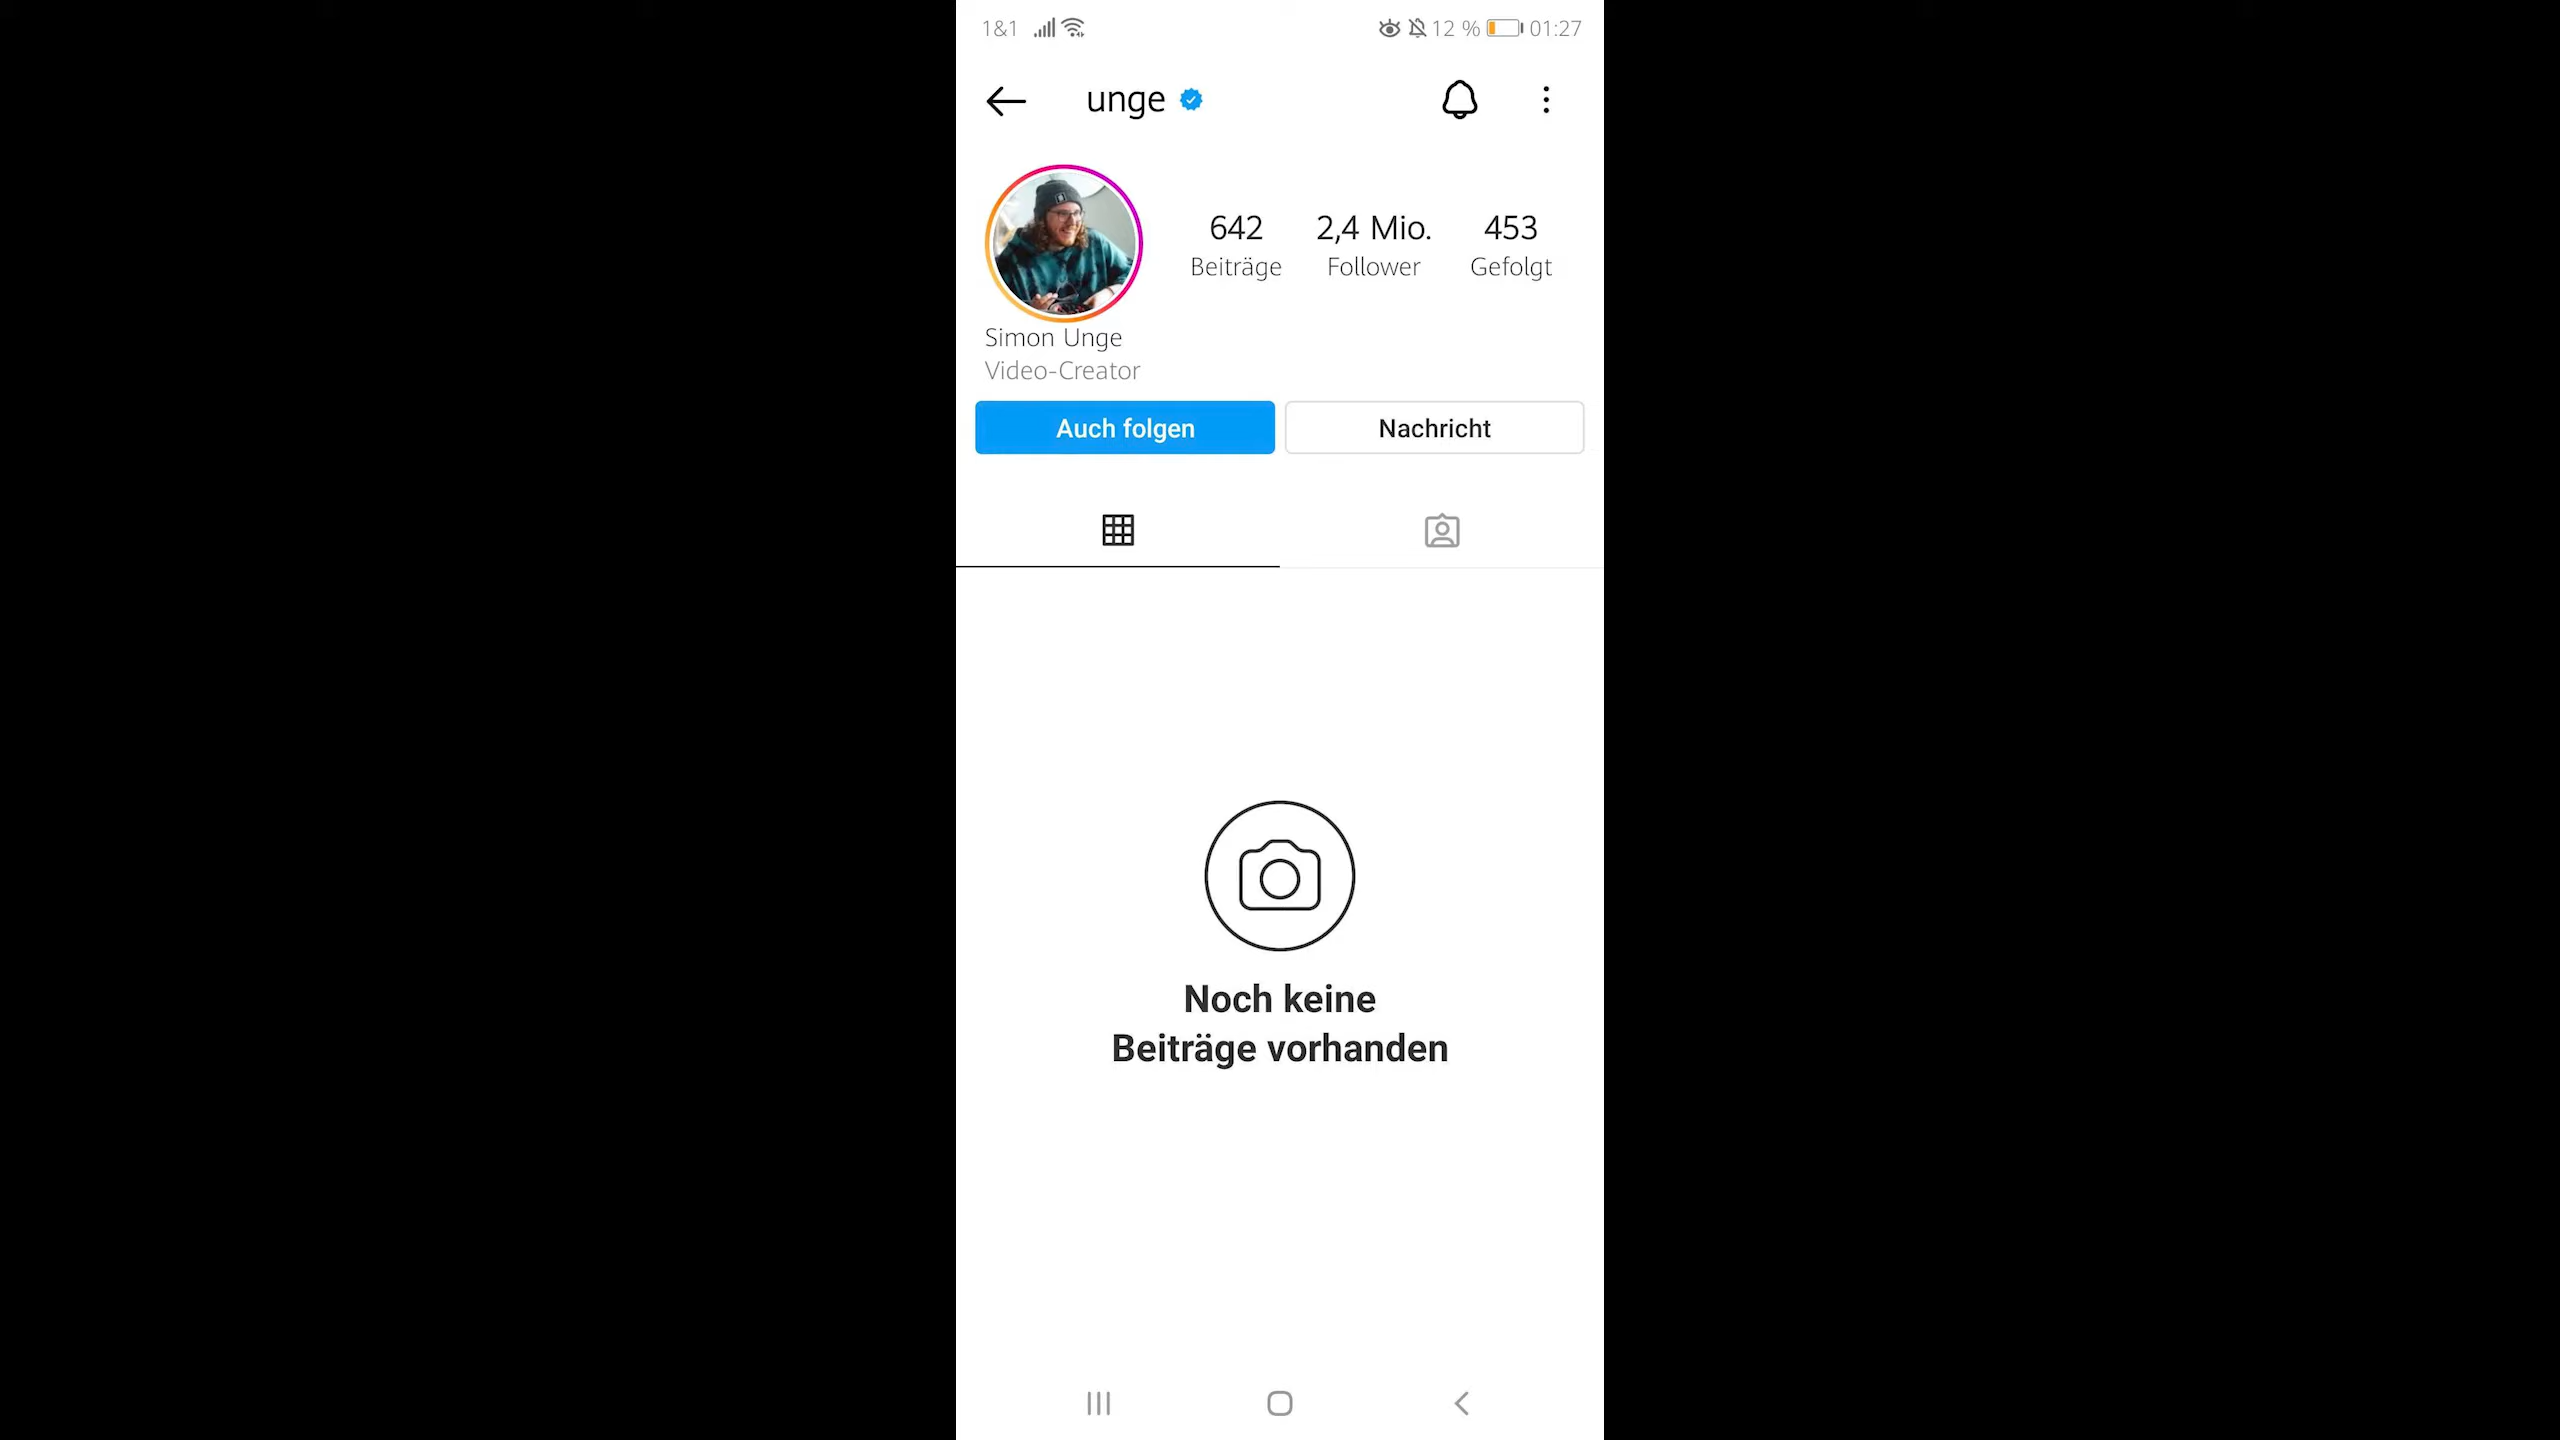 1&1 12 % 01:27
unge
642 2,4 Mio. 453
Beiträge Follower Gefolgt
Simon Unge
Video-Creator
Auch folgen Nachricht
Noch keine
Beiträge vorhanden